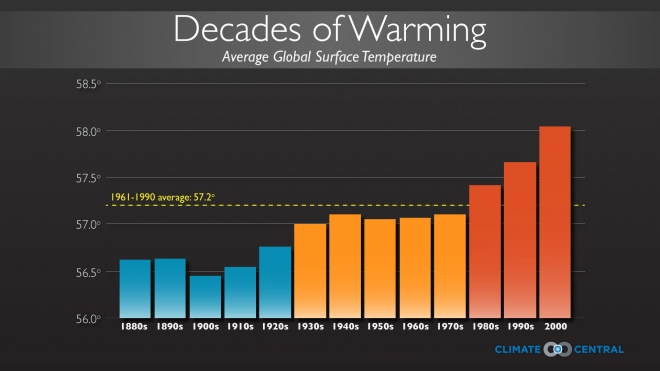 Decades of Warming
Average Global Surface Temperature
58.5°
58.0°
57.5°
1961-1990 average: 57.2°
57.0°
56.5°
56.0°
1880s 1890s 1900s 1910s 1920s 1930s 1940s 1950s 1960s 1970s 1980s 1990s 2000
CLIMATE CENTRAL